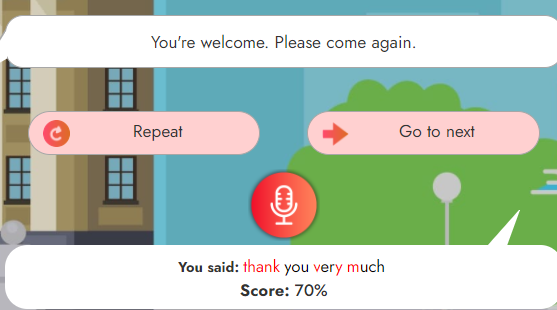 You're welcome. Please come again.
Repeat
Go to next
You said: thank you very much
Score: 70%